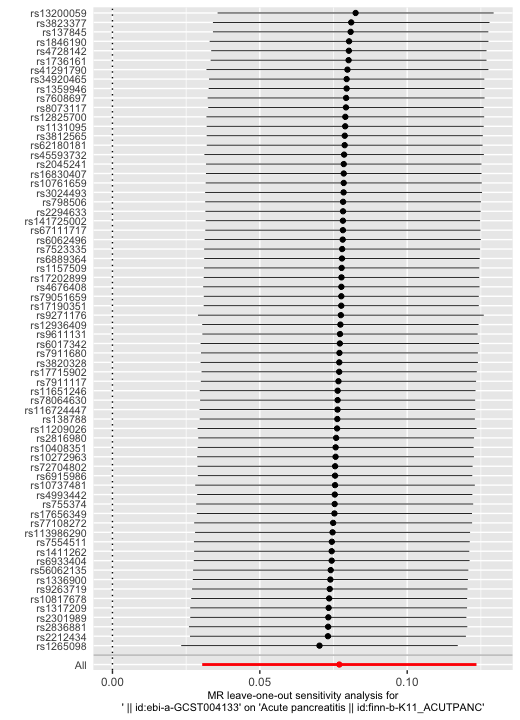 rs13200059
rs3823377
rs137845
rs1846190
rs4728142
rs1736161
rs41291790
rs34920465
rs1359946
rs7608697
rs8073117
rs12825700
rs1131095
rs3812565
rs62180181
rs45593732
rs2045241
rs16830407
rs10761659
rs3024493
rs798506
rs2294633
rs141725002
rs67111717
rs6062496
rs7523335
rs6889364
rs1157509
rs17202899
rs4676408
rs79051659
rs17190351
rs9271176
rs12936409
rs9611131
rs6017342
rs7911680
rs3820328
rs17715902
rs7911117
rs11651246
rs78064630
rs116724447
rs138788
rs11209026
rs2816980
rs10408351
rs10272963
rs72704802
rs6915986
rs10737481
rs4993442
rs755374
rs17656349
rs77108272
rs113986290
rs7554511
rs1411262
rs6933404
rs56062135
rs1336900
rs9263719
rs10817678
rs1317209
rs2301989
rs2836881
rs2212434
rs1265098
All
0.00 0.05 0.10
MR leave-one-out sensitivity analysis for
' || id:ebi-a-GCST004133' on 'Acute pancreatitis || id:finn-b-K11_ACUTPANC'